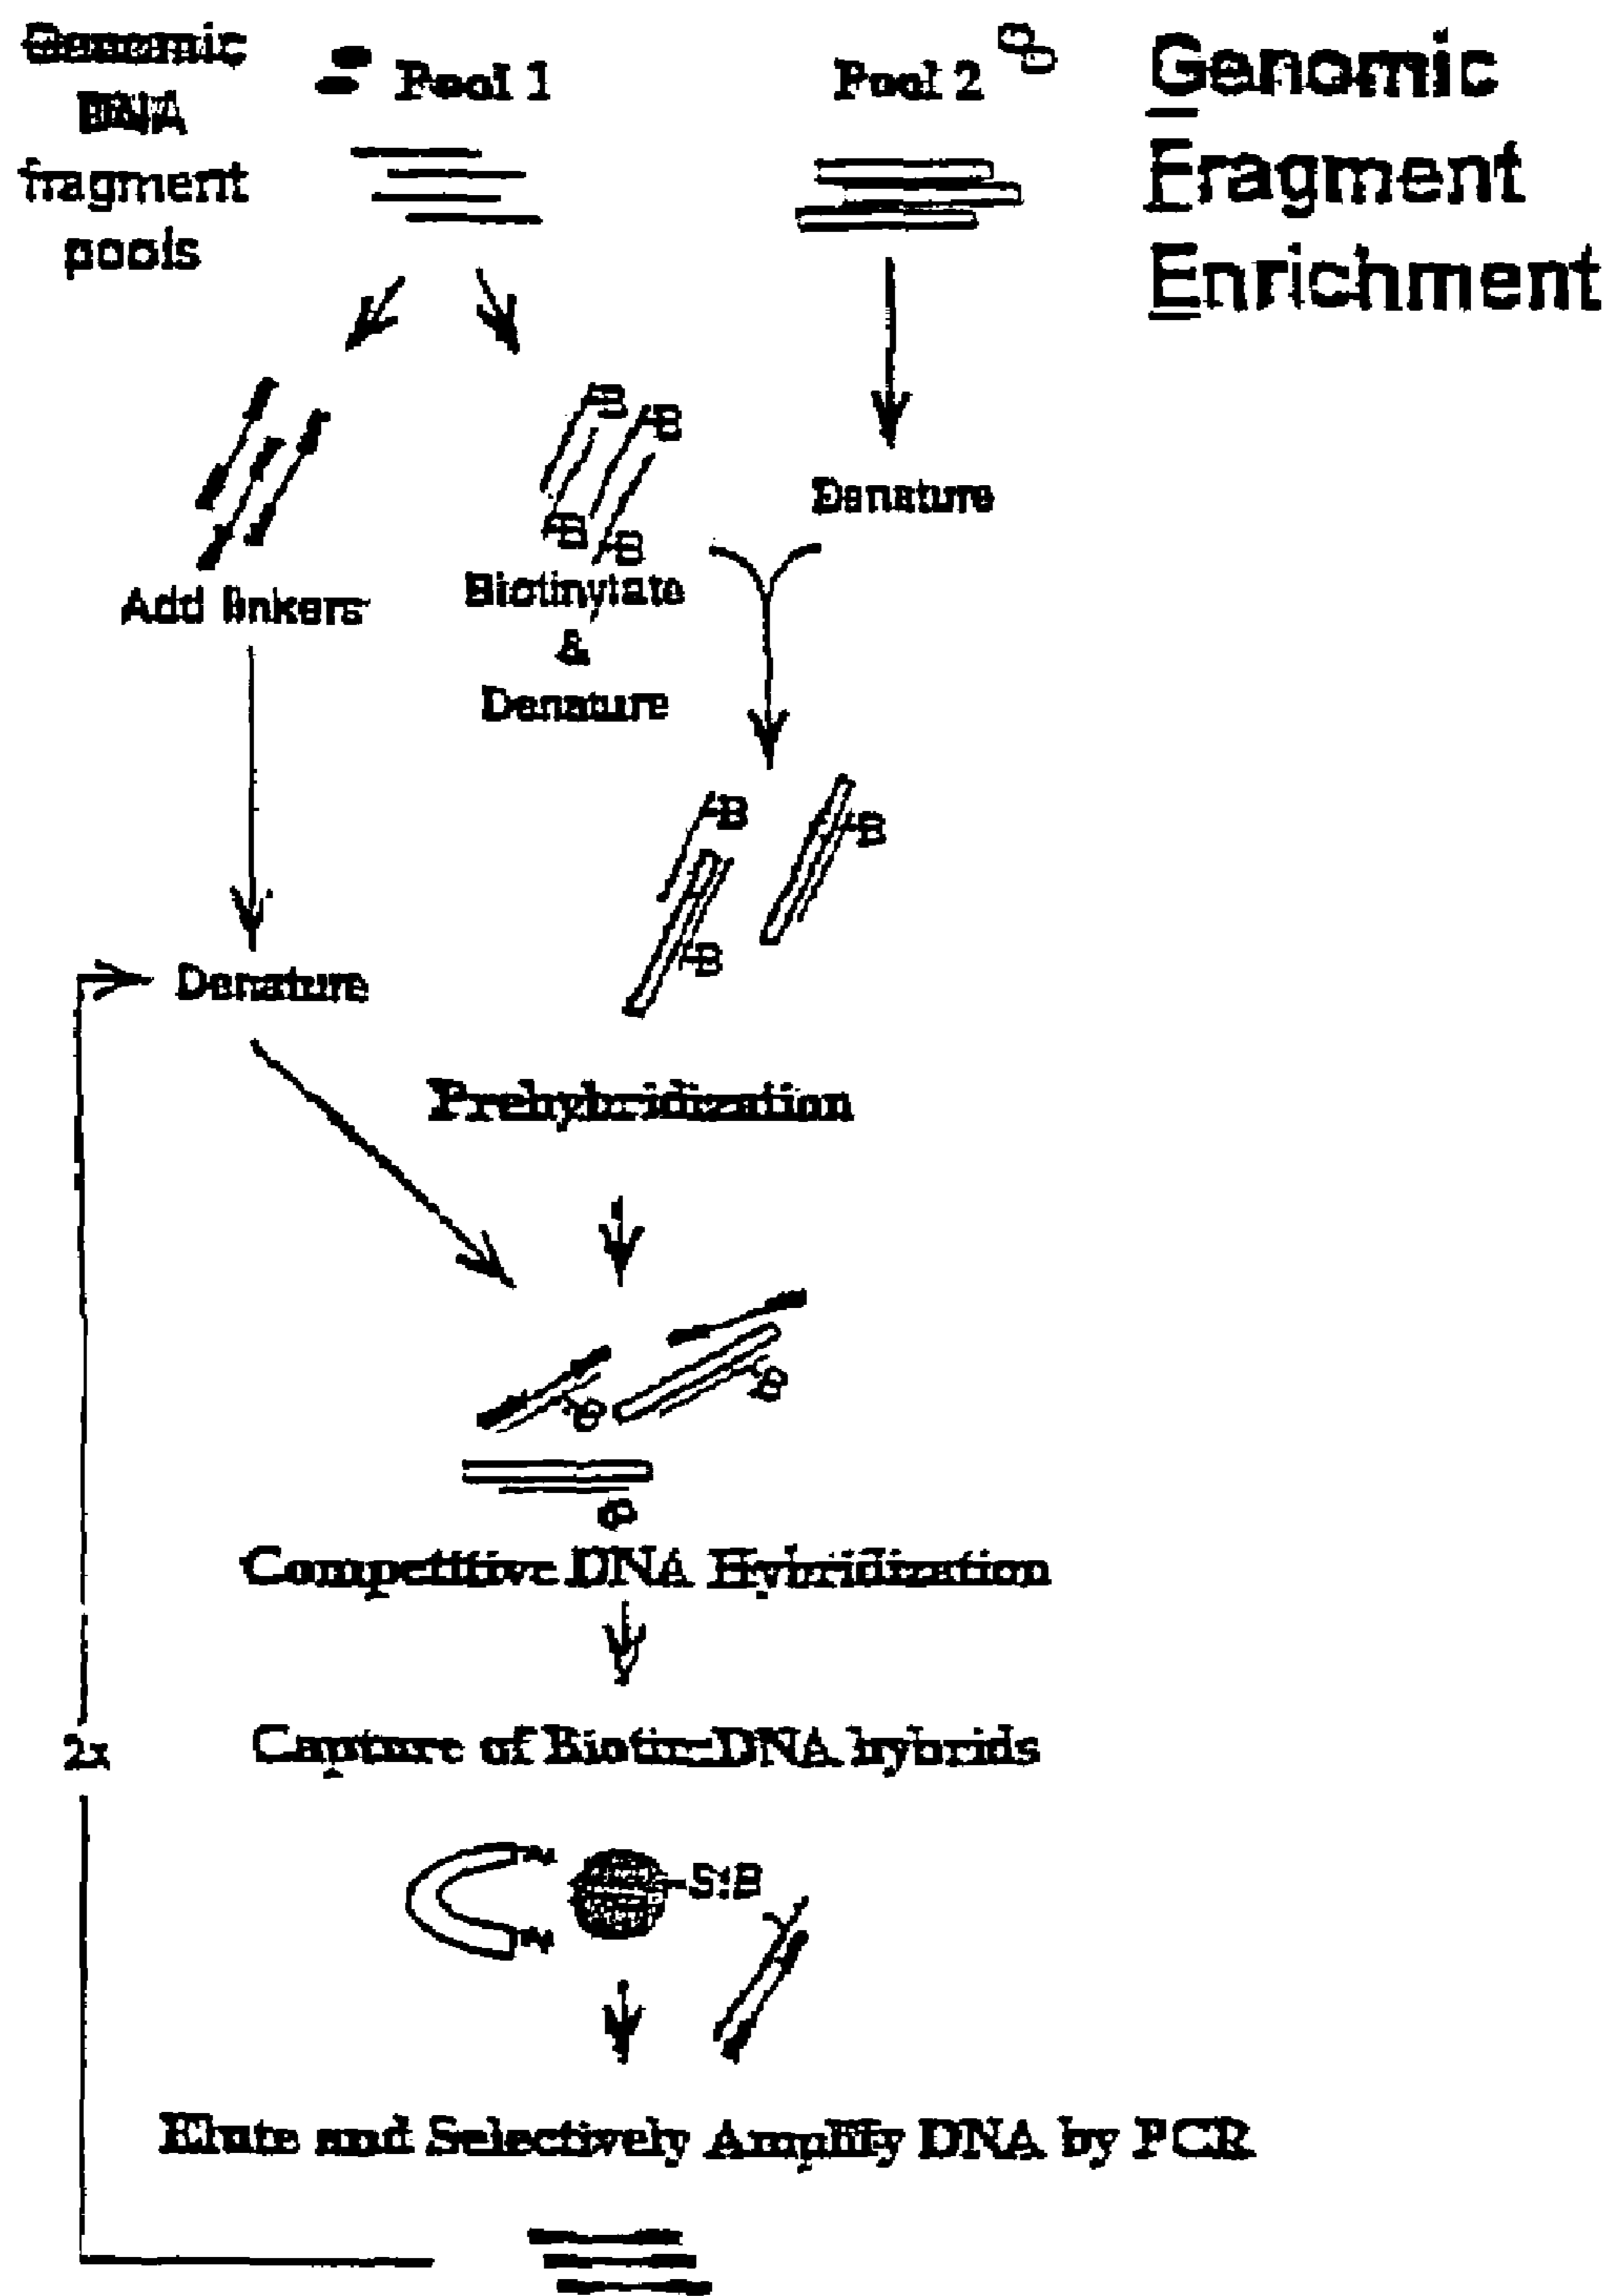 Genomic
DNA
fragment
pools
Pool 1
Pool 2
Genomic
Fragment
Enrichment
B
B
B
B
Add linkers
Biotinylate
&
Denature
Denature
B
B
B
Denature
Prehybridization
B
B
Competitive DNA Hybridization
Capture of Biotin-DNA hybrids
2x
S:B
Elute and Selectively Amplify DNA by PCR